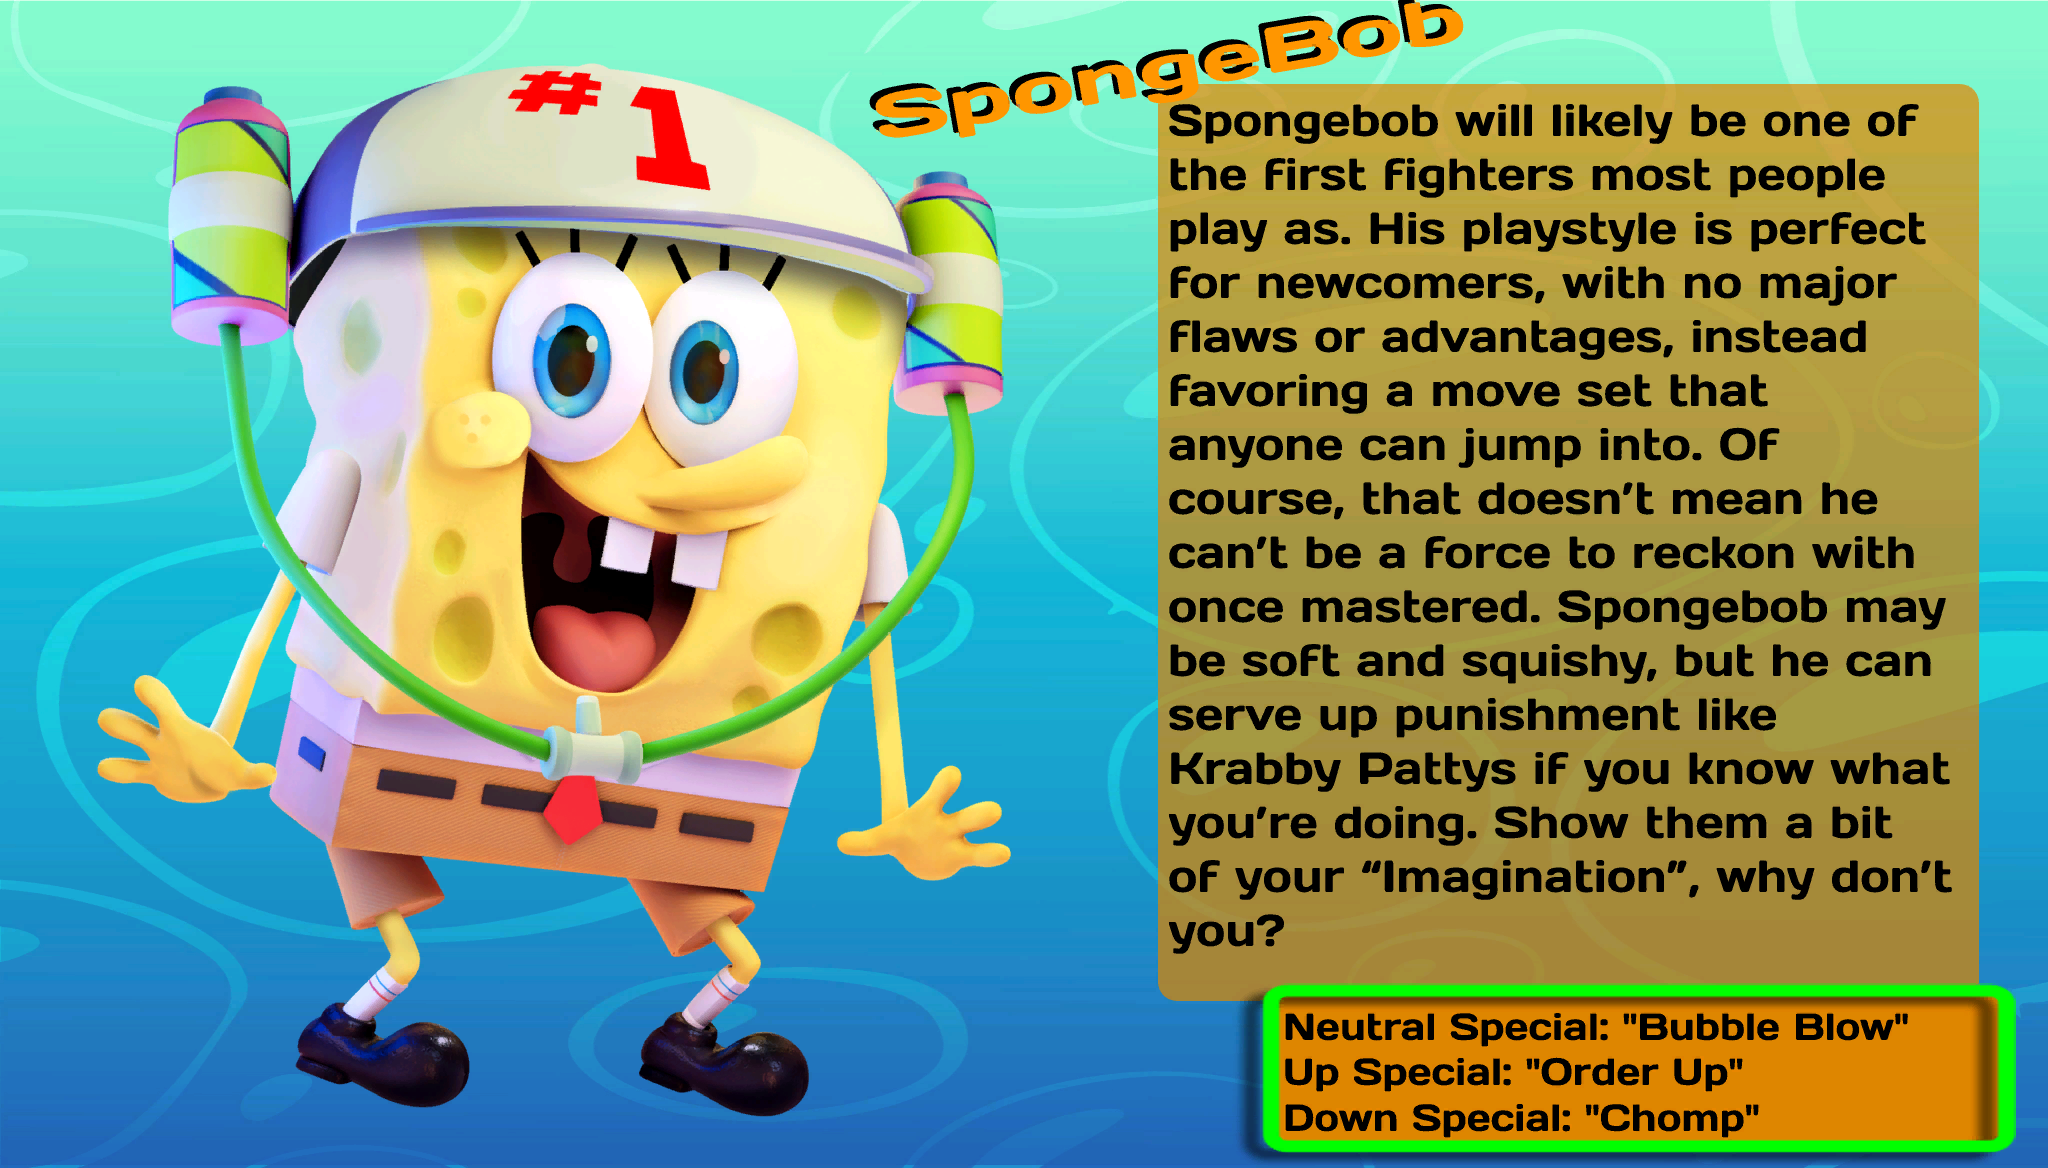 SpongeBob
#1
Spongebob will likely be one of
the first fighters most people
play as. His playstyle is perfect
for newcomers, with no major
flaws or advantages, instead
favoring a move set that
anyone can jump into. Of
course, that doesn't mean he
can't be a force to reckon with
once mastered. Spongebob may
be soft and squishy, but he can
serve up punishment like
Krabby Pattys if you know what
you're doing. Show them a bit
of your “Imagination”, why don't
you?
Neutral Special: "Bubble Blow"
Up Special: "Order Up"
Down Special: "Chomp"